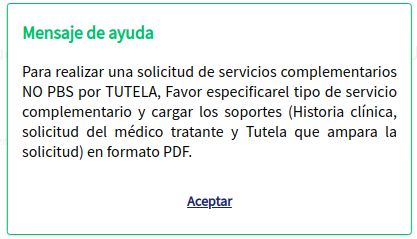 Mensaje de ayuda
Para realizar una solicitud de servicios complementarios
NO PBS por TUTELA, Favor especificarel tipo de servicio
complementario y cargar los soportes (Historia clínica,
solicitud del médico tratante y Tutela que ampara la
solicitud) en formato PDF.
Aceptar